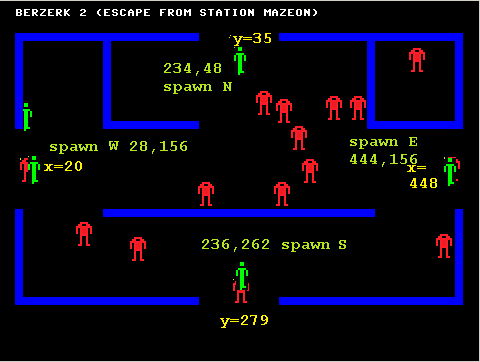 BERZERK 2 (ESCAPE FROM STATION MAZEON)
y=35
234,48
spawn N
spawn W 28,156
spawn E
444,156
x=20
x=
448
236,262 spawn S
y=279